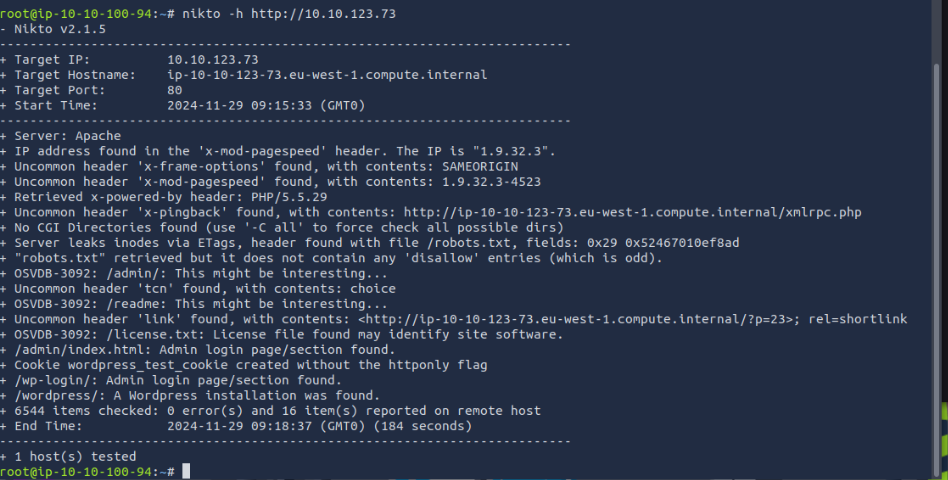 root@ip-10-10-100-94:~# nikto -h http://10.10.123.73
- Nikto v2.1.5
---------------------------------------------------------------------------
+ Target IP:          10.10.123.73
+ Target Hostname:    ip-10-10-123-73.eu-west-1.compute.internal
+ Target Port:        80
+ Start Time:         2024-11-29 09:15:33 (GMT0)
---------------------------------------------------------------------------
+ Server: Apache
+ IP address found in the 'x-mod-pagespeed' header. The IP is "1.9.32.3".
+ Uncommon header 'x-frame-options' found, with contents: SAMEORIGIN
+ Uncommon header 'x-mod-pagespeed' found, with contents: 1.9.32.3-4523
+ Retrieved x-powered-by header: PHP/5.5.29
+ Uncommon header 'x-pingback' found, with contents: http://ip-10-10-123-73.eu-west-1.compute.internal/xmlrpc.php
+ No CGI Directories found (use '-C all' to force check all possible dirs)
+ Server leaks inodes via ETags, header found with file /robots.txt, fields: 0x29 0x52467010ef8ad
+ "robots.txt" retrieved but it does not contain any 'disallow' entries (which is odd).
+ OSVDB-3092: /admin/: This might be interesting...
+ Uncommon header 'tcn' found, with contents: choice
+ OSVDB-3092: /readme: This might be interesting...
+ Uncommon header 'link' found, with contents: <http://ip-10-10-123-73.eu-west-1.compute.internal/?p=23>; rel=shortlink
+ OSVDB-3092: /license.txt: License file found may identify site software.
+ /admin/index.html: Admin login page/section found.
+ Cookie wordpress_test_cookie created without the httponly flag
+ /wp-login/: Admin login page/section found.
+ /wordpress/: A Wordpress installation was found.
+ 6544 items checked: 0 error(s) and 16 item(s) reported on remote host
+ End Time:           2024-11-29 09:18:37 (GMT0) (184 seconds)
---------------------------------------------------------------------------
+ 1 host(s) tested
root@ip-10-10-100-94:~#